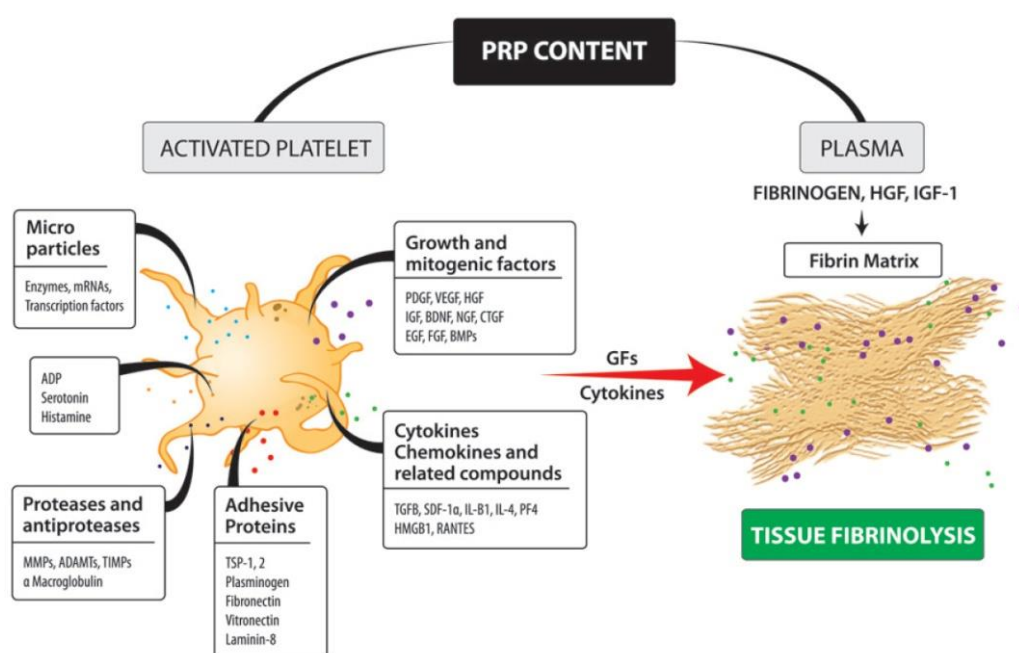 PRP CONTENT
ACTIVATED PLATELET
PLASMA
FIBRINOGEN, HGF, IGF-1
Fibrin Matrix
Micro
particles
Enzymes, mRNAs,
Transcription factors
Growth and
mitogenic factors
PDGF, VEGF, HGF
IGF, BDNF, NGF, CTGF
EGF, FGF, BMPs
ADP
Serotonin
Histamine
GFs
Cytokines
Cytokines
Chemokines and
related compounds
TGFB, SDF-1α, IL-B1, IL-4, PF4
HMGB1, RANTES
Proteases and
antiproteases
MMPs, ADAMTs, TIMPs
α Macroglobulin
Adhesive
Proteins
TSP-1, 2
Plasminogen
Fibronectin
Vitronectin
Laminin-8
TISSUE FIBRINOLYSIS